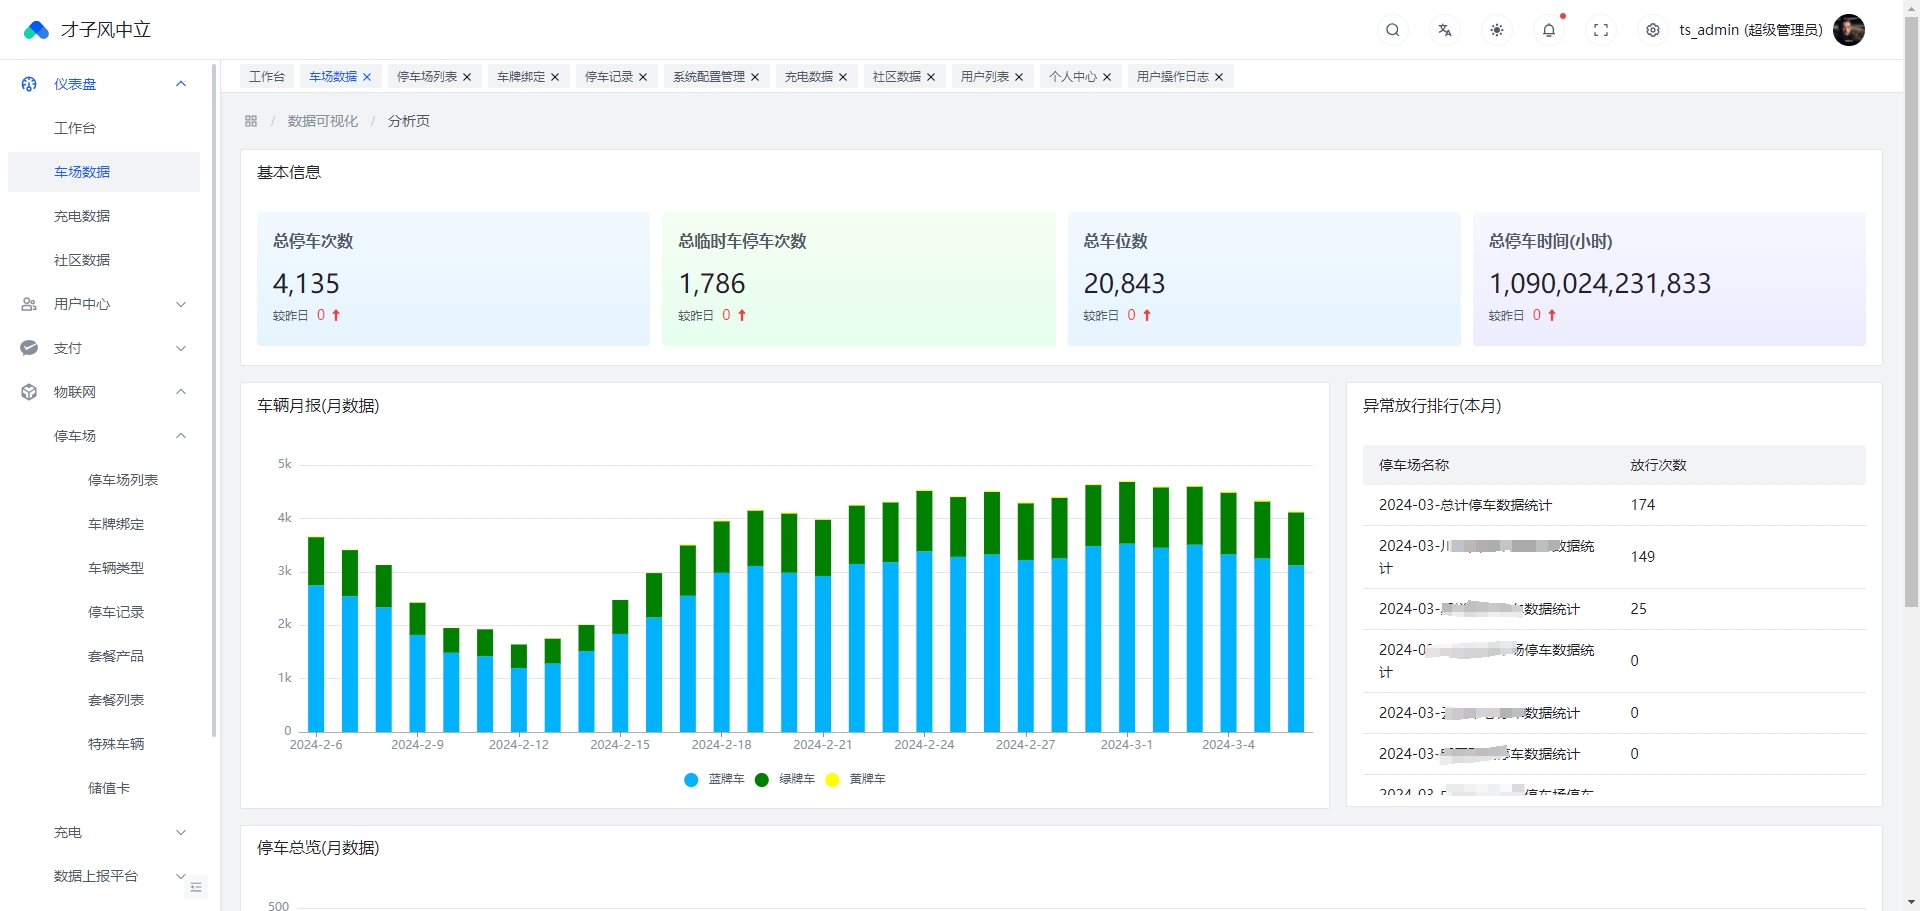 才子风中立
ts_admin (超级管理员)
仪表盘
工作台
车场数据
充电数据
社区数据
用户中心
支付
物联网
停车场
停车场列表
车牌绑定
车辆类型
停车记录
套餐产品
套餐列表
特殊车辆
储值卡
充电
数据上报平台
工作台 车场数据 停车场列表 车牌绑定 停车记录 系统配置管理 充电数据 社区数据 用户列表 个人中心 用户操作日志
/ 数据可视化 / 分析页
基本信息
总停车次数
4,135
较昨日 0
总临时车停车次数
1,786
较昨日 0
总车位数
20,843
较昨日 0
总停车时间(小时)
1,090,024,231,833
较昨日 0
车辆月报(月数据)
5k
4k
3k
2k
1k
0
2024-2-6 2024-2-9 2024-2-12 2024-2-15 2024-2-18 2024-2-21 2024-2-24 2024-2-27 2024-3-1 2024-3-4
蓝牌车 绿牌车 黄牌车
异常放行排行(本月)
停车场名称 放行次数
2024-03-总计停车数据统计 174
2024-03-川 数据统
计 149
2024-03- 车数据统计 25
2024-0 场停车数据统
计 0
2024-03- 数据统计 0
2024-03- 停车数据统计 0
2024-03- 停车场停车
停车总览(月数据)
500